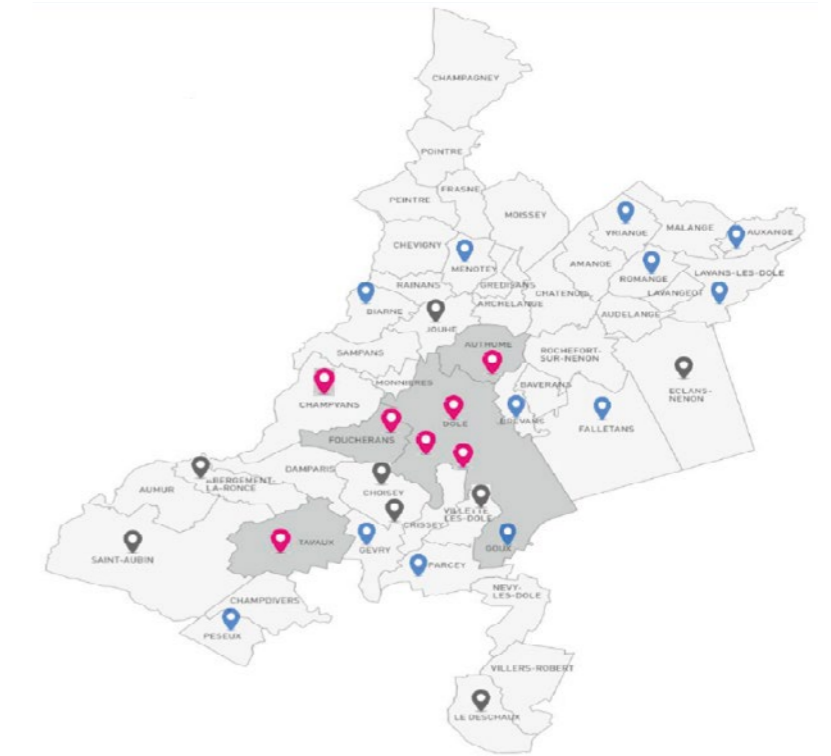 CHAMPAGNEY
POINTRE
FRASNE
PEINTRE
MOISSEY
VRIANGE
MALANGE
AUXANGE
CHEVIGNY
MENOTEY
AMANGE
ROMANGE
LAVANS-LES-DOLE
RAINANS
GREDISANS
CHATENOIS
LAVANGEOT
BIARNE
ARCHELANGE
AUDELANGE
JOUHE
AUTHUME
SAMPANS
ROCHEFORT-
SUR-NENON
ECLANS-
NENON
MONNIERES
BAVERANS
CHAMPVANS
DOLE
BREVANS
FALLETANS
FOUCHERANS
DAMPARIS
ABERGEMENT-
LA-RONCE
AUMUR
CHOISEY
VILLETTE
LES-DOLE
CRISSEY
TAVAUX
GEVRY
GOUX
SAINT-AUBIN
PARCEY
NEVY-
LES-DOLE
CHAMPDIVERS
PESEUX
VILLERS-ROBERT
LE DESCHAUX